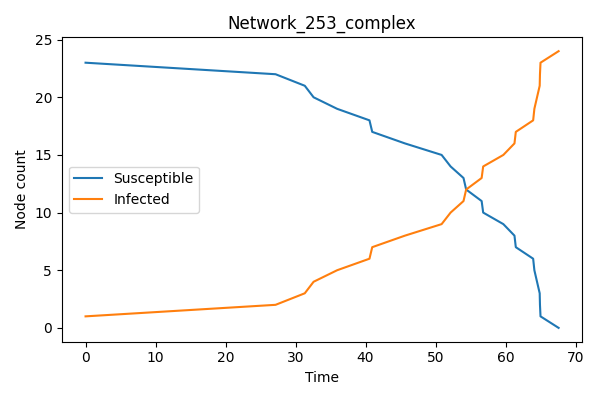 Network_253_complex
Node count
25
20
15
10
5
0
Susceptible
Infected
0 10 20 30 40 50 60 70
Time